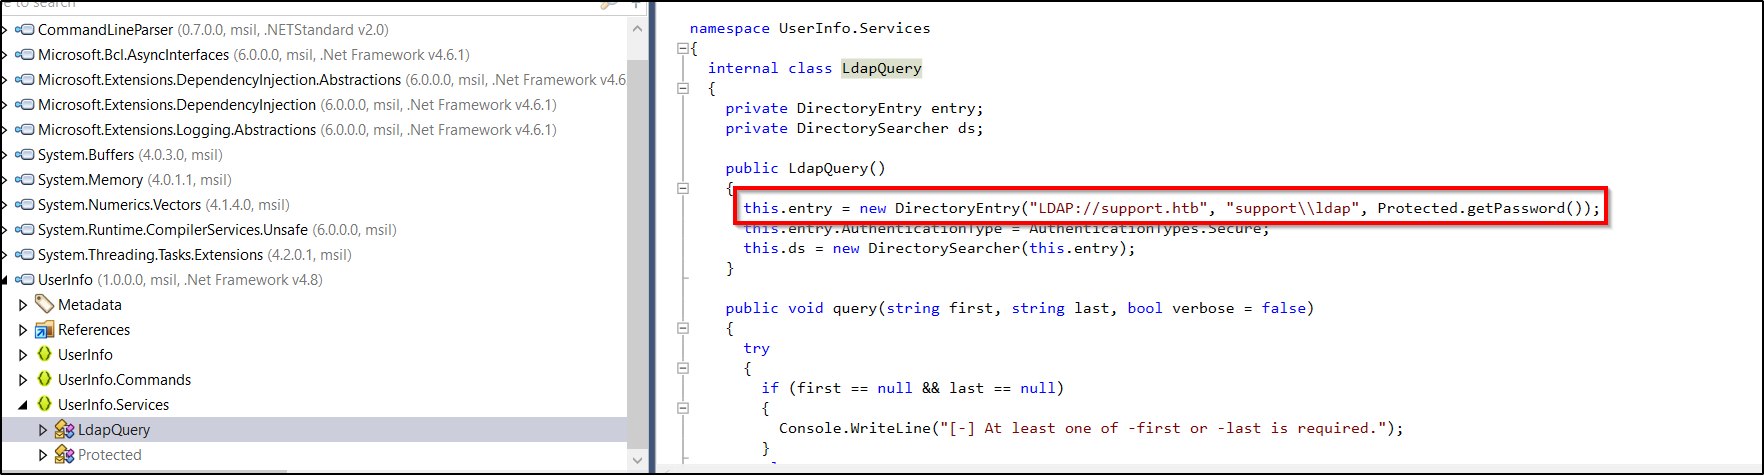 e to search
CommandLineParser (0.7.0.0, msil, .NETStandard v2.0)
Microsoft.Bcl.AsyncInterfaces (6.0.0.0, msil, .Net Framework v4.6.1)
Microsoft.Extensions.DependencyInjection.Abstractions (6.0.0.0, msil, .Net Framework v4.6
Microsoft.Extensions.DependencyInjection (6.0.0.0, msil, .Net Framework v4.6.1)
Microsoft.Extensions.Logging.Abstractions (6.0.0.0, msil, .Net Framework v4.6.1)
System.Buffers (4.0.3.0, msil)
System.Memory (4.0.1.1, msil)
System.Numerics.Vectors (4.1.4.0, msil)
System.Runtime.CompilerServices.Unsafe (6.0.0.0, msil)
System.Threading.Tasks.Extensions (4.2.0.1, msil)
UserInfo (1.0.0.0, msil, .Net Framework v4.8)
Metadata
References
UserInfo
UserInfo.Commands
UserInfo.Services
LdapQuery
Protected
namespace UserInfo.Services
{
internal class LdapQuery
{
private DirectoryEntry entry;
private DirectorySearcher ds;
public LdapQuery()
{
this.entry = new DirectoryEntry("LDAP://support.htb", "support\\ldap", Protected.getPassword());
this.entry.AuthenticationType = AuthenticationTypes.Secure;
this.ds = new DirectorySearcher(this.entry);
}
public void query(string first, string last, bool verbose = false)
{
try
{
if (first == null && last == null)
{
Console.WriteLine("[-] At least one of -first or -last is required.");
}